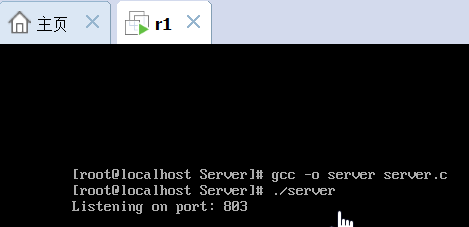 主页
r1
[root@localhost Server]# gcc -o server server.c
[root@localhost Server]# ./server
Listening on port: 803